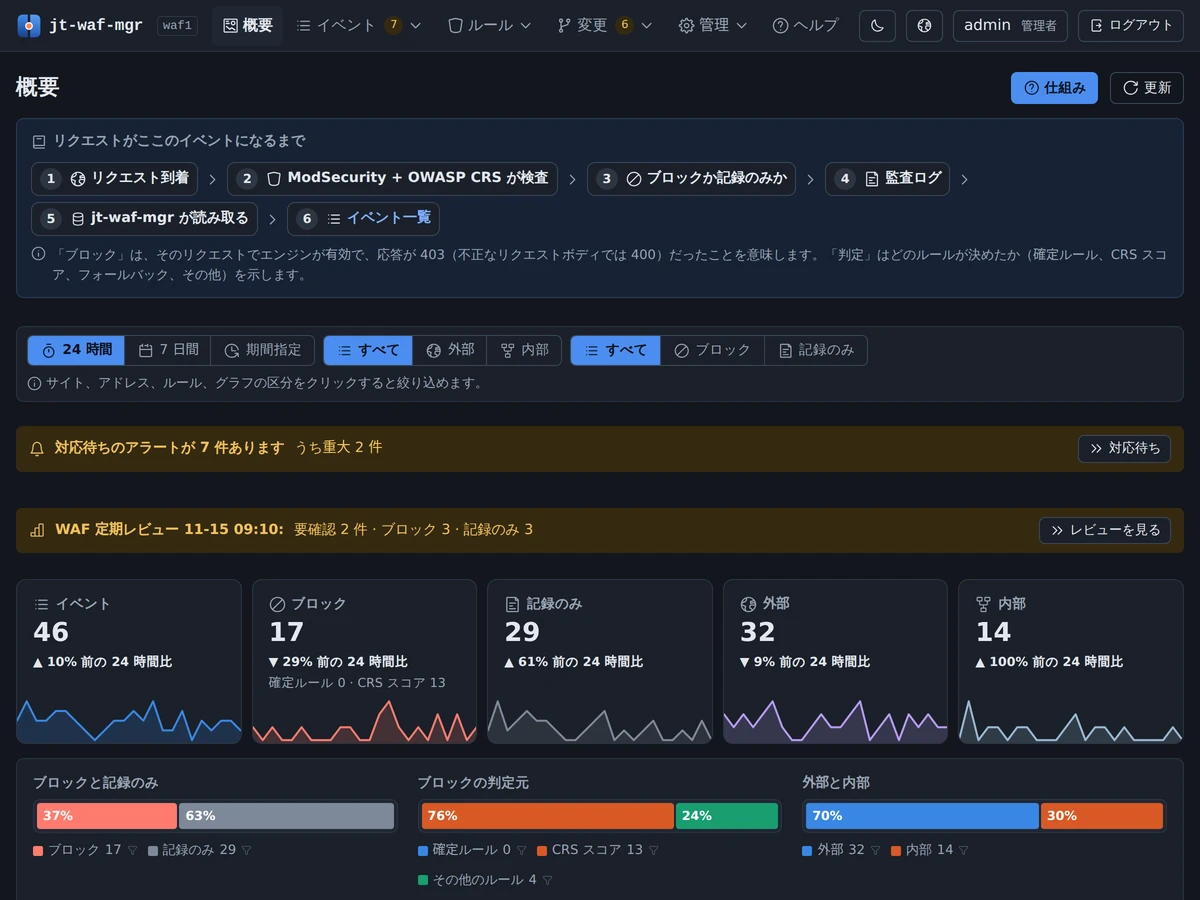 jt-waf-mgr waf1 概要 イベント 7 ルール 変更 6 管理 ヘルプ admin 管理者 ログアウト
概要
仕組み 更新
リクエストがここのイベントになるまで
1 リクエスト到着 2 ModSecurity + OWASP CRS が検査 3 ブロックか記録のみか 4 監査ログ
5 jt-waf-mgr が読み取る 6 イベント一覧
「ブロック」は、そのリクエストでエンジンが有効で、応答が 403（不正なリクエストボディでは 400）だったことを意味します。「判定」はどのルールが決めたか（確定ルール、CRS スコ
ア、フォールバック、その他）を示します。
24 時間 7 日間 期間指定 すべて 外部 内部 すべて ブロック 記録のみ
サイト、アドレス、ルール、グラフの区分をクリックすると絞り込めます。
対応待ちのアラートが 7 件あります うち重大 2 件 対応待ち
WAF 定期レビュー 11-15 09:10: 要確認 2 件 · ブロック 3 · 記録のみ 3 レビューを見る
イベント
46
▲ 10% 前の 24 時間比
ブロック
17
▼ 29% 前の 24 時間比
確定ルール 0 · CRS スコア 13
記録のみ
29
▲ 61% 前の 24 時間比
外部
32
▼ 9% 前の 24 時間比
内部
14
▲ 100% 前の 24 時間比
ブロックと記録のみ
37% 63%
ブロック 17 記録のみ 29
ブロックの判定元
76% 24%
確定ルール 0 CRS スコア 13
その他のルール 4
外部と内部
70% 30%
外部 32 内部 14